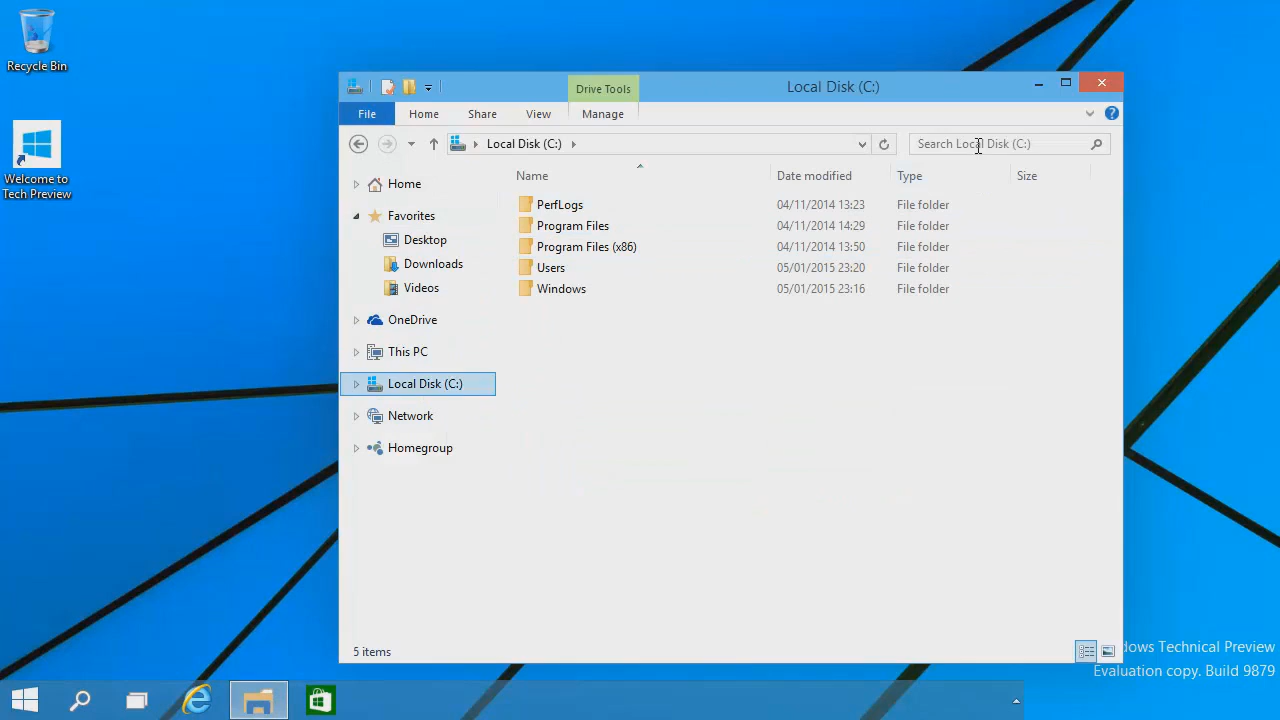 Recycle Bin
Welcome to
Tech Preview
Drive Tools
Local Disk (C:)
File Home Share View Manage
Local Disk (C:)
Search Local Disk (C:)
Name Date modified Type Size
PerfLogs 04/11/2014 13:23 File folder
Program Files 04/11/2014 14:29 File folder
Program Files (x86) 04/11/2014 13:50 File folder
Users 05/01/2015 23:20 File folder
Windows 05/01/2015 23:16 File folder
Home
Favorites
Desktop
Downloads
Videos
OneDrive
This PC
Local Disk (C:)
Network
Homegroup
5 items
dows Technical Preview
Evaluation copy. Build 9879